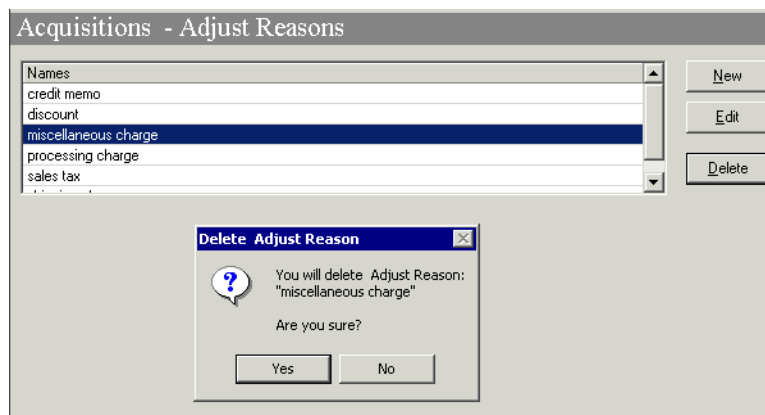 Acquisitions - Adjust Reasons
Names
credit memo
discount
miscellaneous charge
processing charge
sales tax
New
Edit
Delete
Delete Adjust Reason
You will delete Adjust Reason:
"miscellaneous charge"
Are you sure?
Yes
No